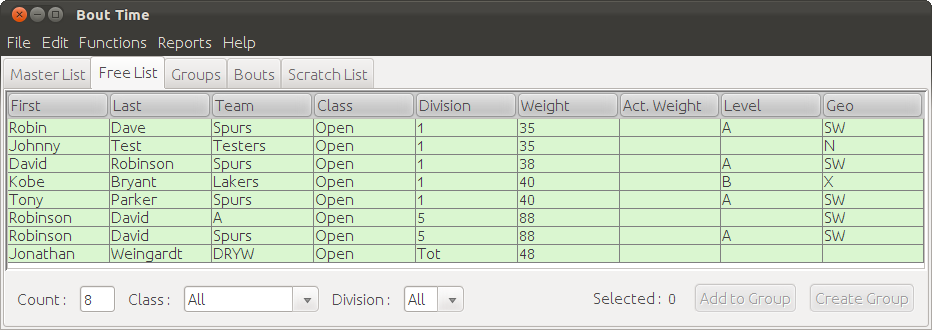 Bout Time
File Edit Functions Reports Help
Master List Free List Groups Bouts Scratch List
First Last Team Class Division Weight Act. Weight Level Geo
Robin Dave Spurs Open 1 35 A SW
Johnny Test Testers Open 1 35 N
David Robinson Spurs Open 1 38 A SW
Kobe Bryant Lakers Open 1 40 B X
Tony Parker Spurs Open 1 40 A SW
Robinson David A Open 5 88 SW
Robinson David Spurs Open 5 88 A SW
Jonathan Weingardt DRYW Open Tot 48
Count : 8 Class : All Division : All Selected : 0 Add to Group Create Group